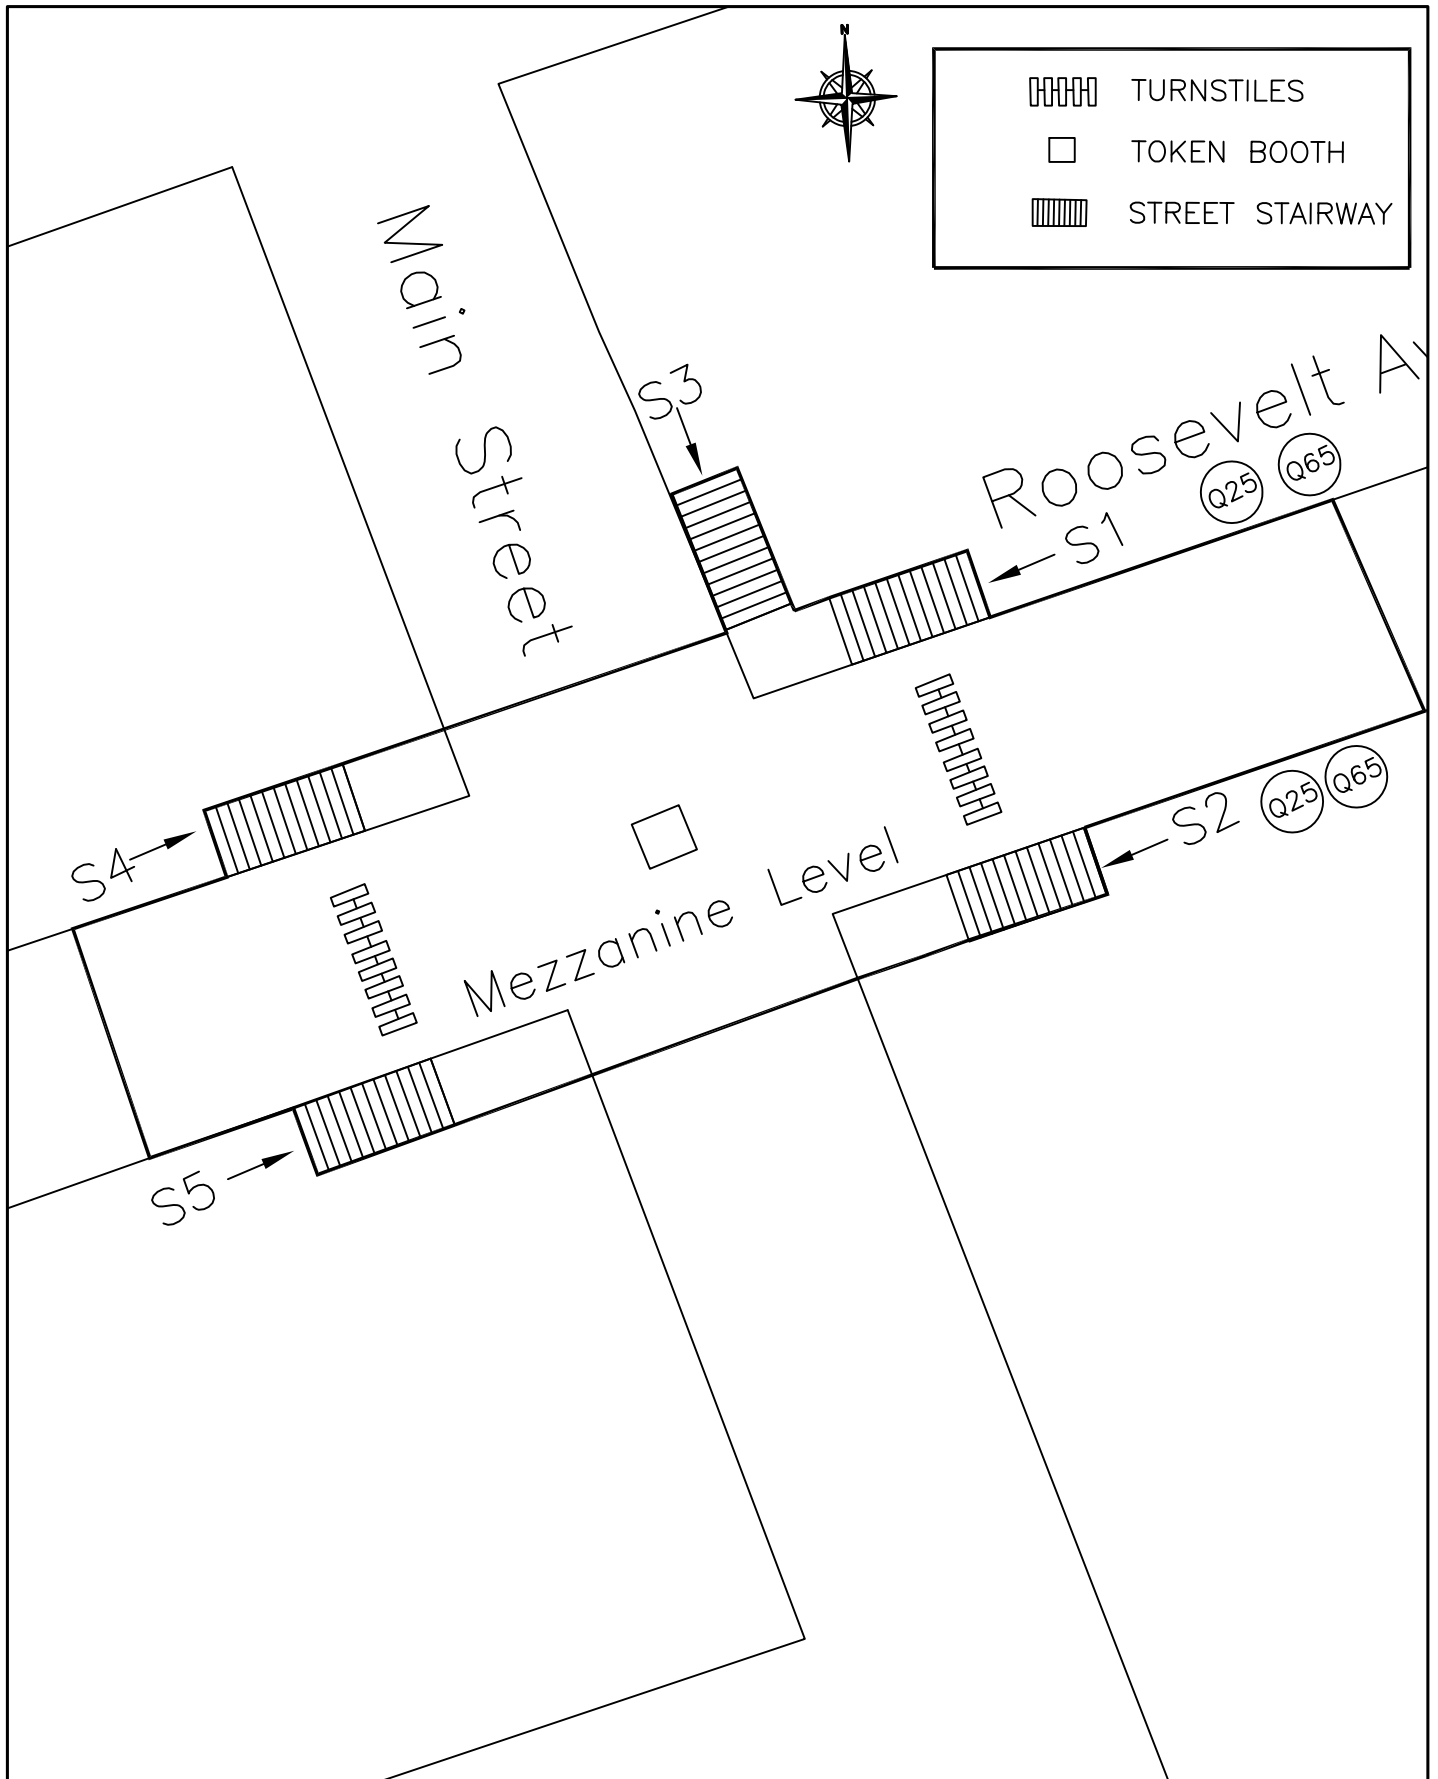 N
TURNSTILES
TOKEN BOOTH
STREET STAIRWAY
Main Street
S3
Roosevelt Av
Q25
Q65
S1
S4
S2
Q25
Q65
Mezzanine Level
S5